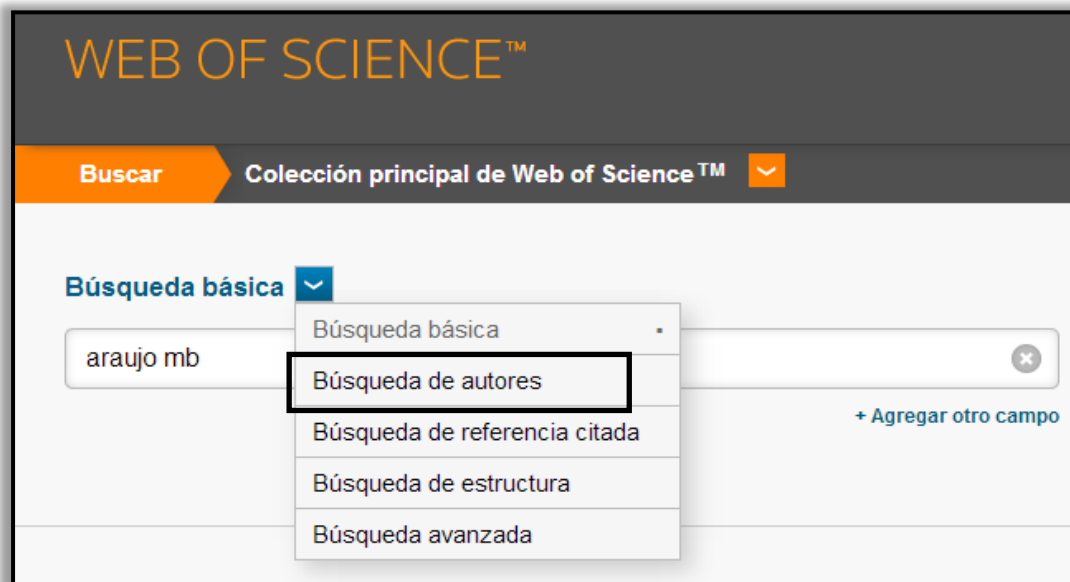 WEB OF SCIENCE™
Buscar Colección principal de Web of Science™
Búsqueda básica
Búsqueda básica
araujo mb
Búsqueda de autores
Búsqueda de referencia citada
+ Agregar otro campo
Búsqueda de estructura
Búsqueda avanzada